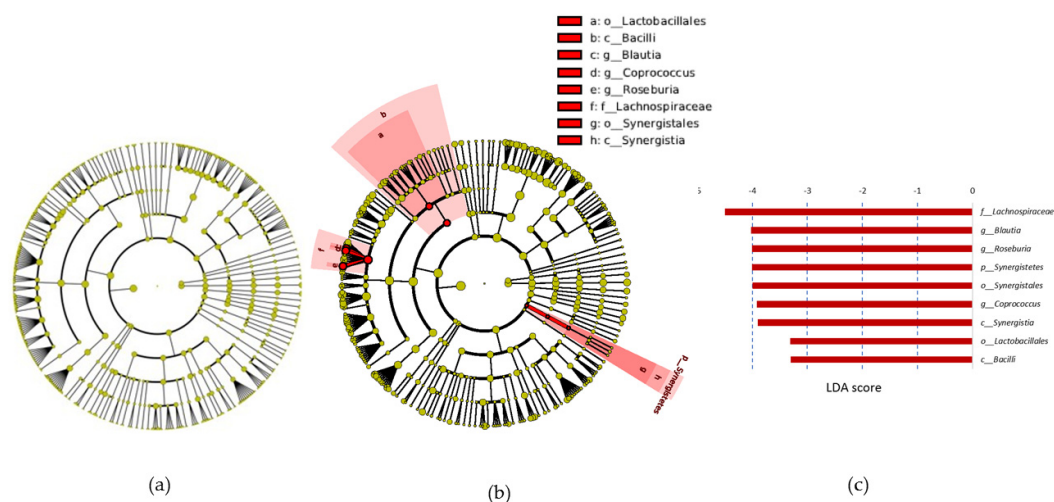 a: o__Lactobacillales
b: c__Bacilli
c: g__Blautia
d: g__Coprococcus
e: g__Roseburia
f: f__Lachnospiraceae
g: o__Synergistales
h: c__Synergistia
b
a
f
e
p__Synergistetes
g
h
-4 -3 -2 -1 0
f__Lachnospiraceae
g__Blautia
g__Roseburia
p__Synergistetes
o__Synergistales
g__Coprococcus
c__Synergistia
o__Lactobacillales
c__Bacilli
LDA score
(a)
(b)
(c)